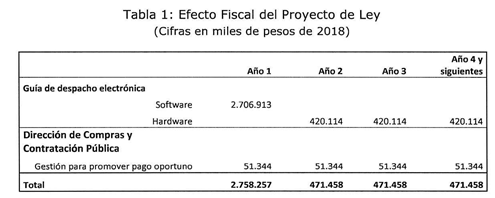 Tabla 1: Efecto Fiscal del Proyecto de Ley
(Cifras en miles de pesos de 2018)
Año 1 Año 2 Año 3 Año 4 y siguientes
Guía de despacho electrónica
Software 2.706.913
Hardware 420.114 420.114 420.114
Dirección de Compras y
Contratación Pública
Gestión para promover pago oportuno 51.344 51.344 51.344 51.344
Total 2.758.257 471.458 471.458 471.458